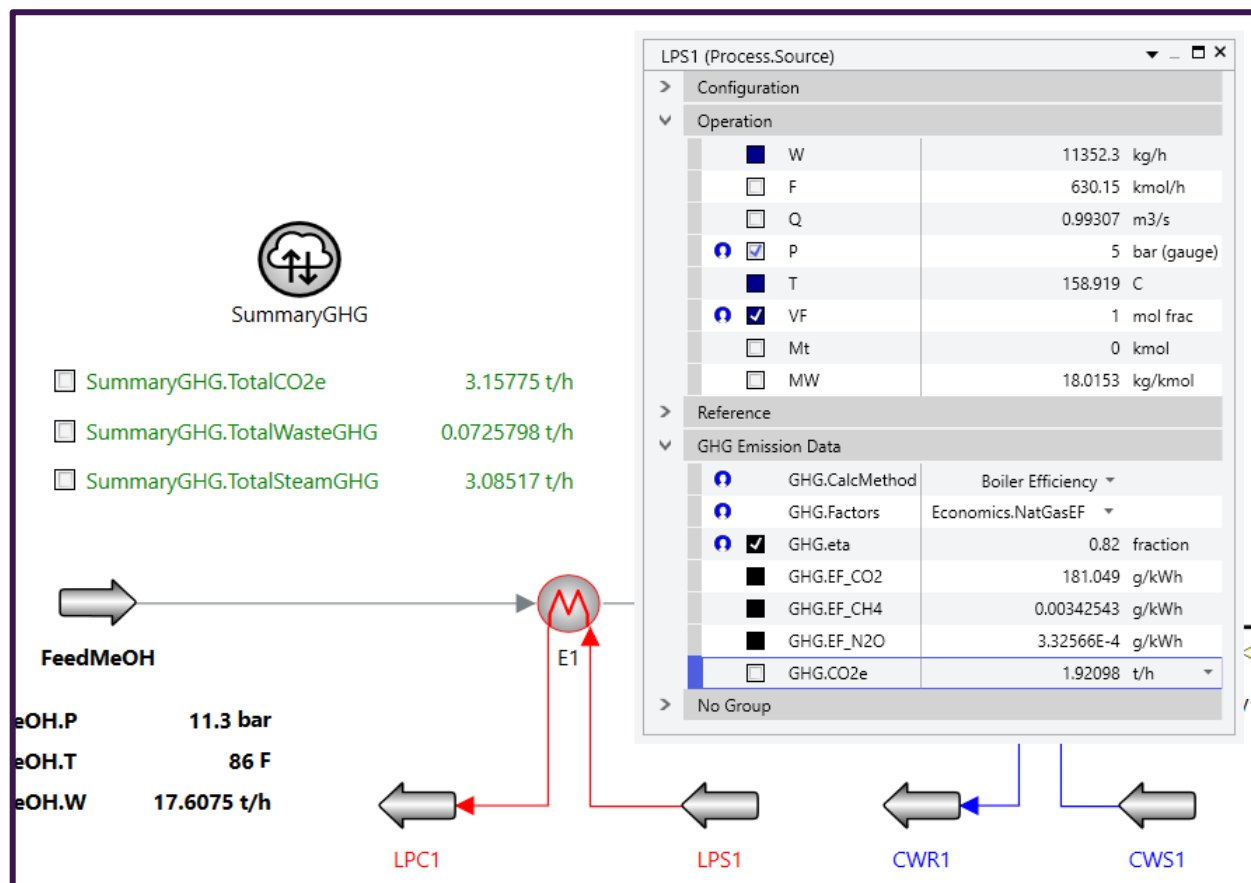 LPS1 (Process.Source)
Configuration
Operation
W 11352.3 kg/h
F 630.15 kmol/h
Q 0.99307 m3/s
P 5 bar (gauge)
T 158.919 C
VF 1 mol frac
Mt 0 kmol
MW 18.0153 kg/kmol
Reference
GHG Emission Data
GHG.CalcMethod Boiler Efficiency
GHG.Factors Economics.NatGasEF
GHG.eta 0.82 fraction
GHG.EF_CO2 181.049 g/kWh
GHG.EF_CH4 0.00342543 g/kWh
GHG.EF_N2O 3.32566E-4 g/kWh
GHG.CO2e 1.92098 t/h
No Group
SummaryGHG
SummaryGHG.TotalCO2e 3.15775 t/h
SummaryGHG.TotalWasteGHG 0.0725798 t/h
SummaryGHG.TotalSteamGHG 3.08517 t/h
FeedMeOH
E1
eOH.P 11.3 bar
eOH.T 86 F
eOH.W 17.6075 t/h
LPC1
LPS1
CWR1
CWS1